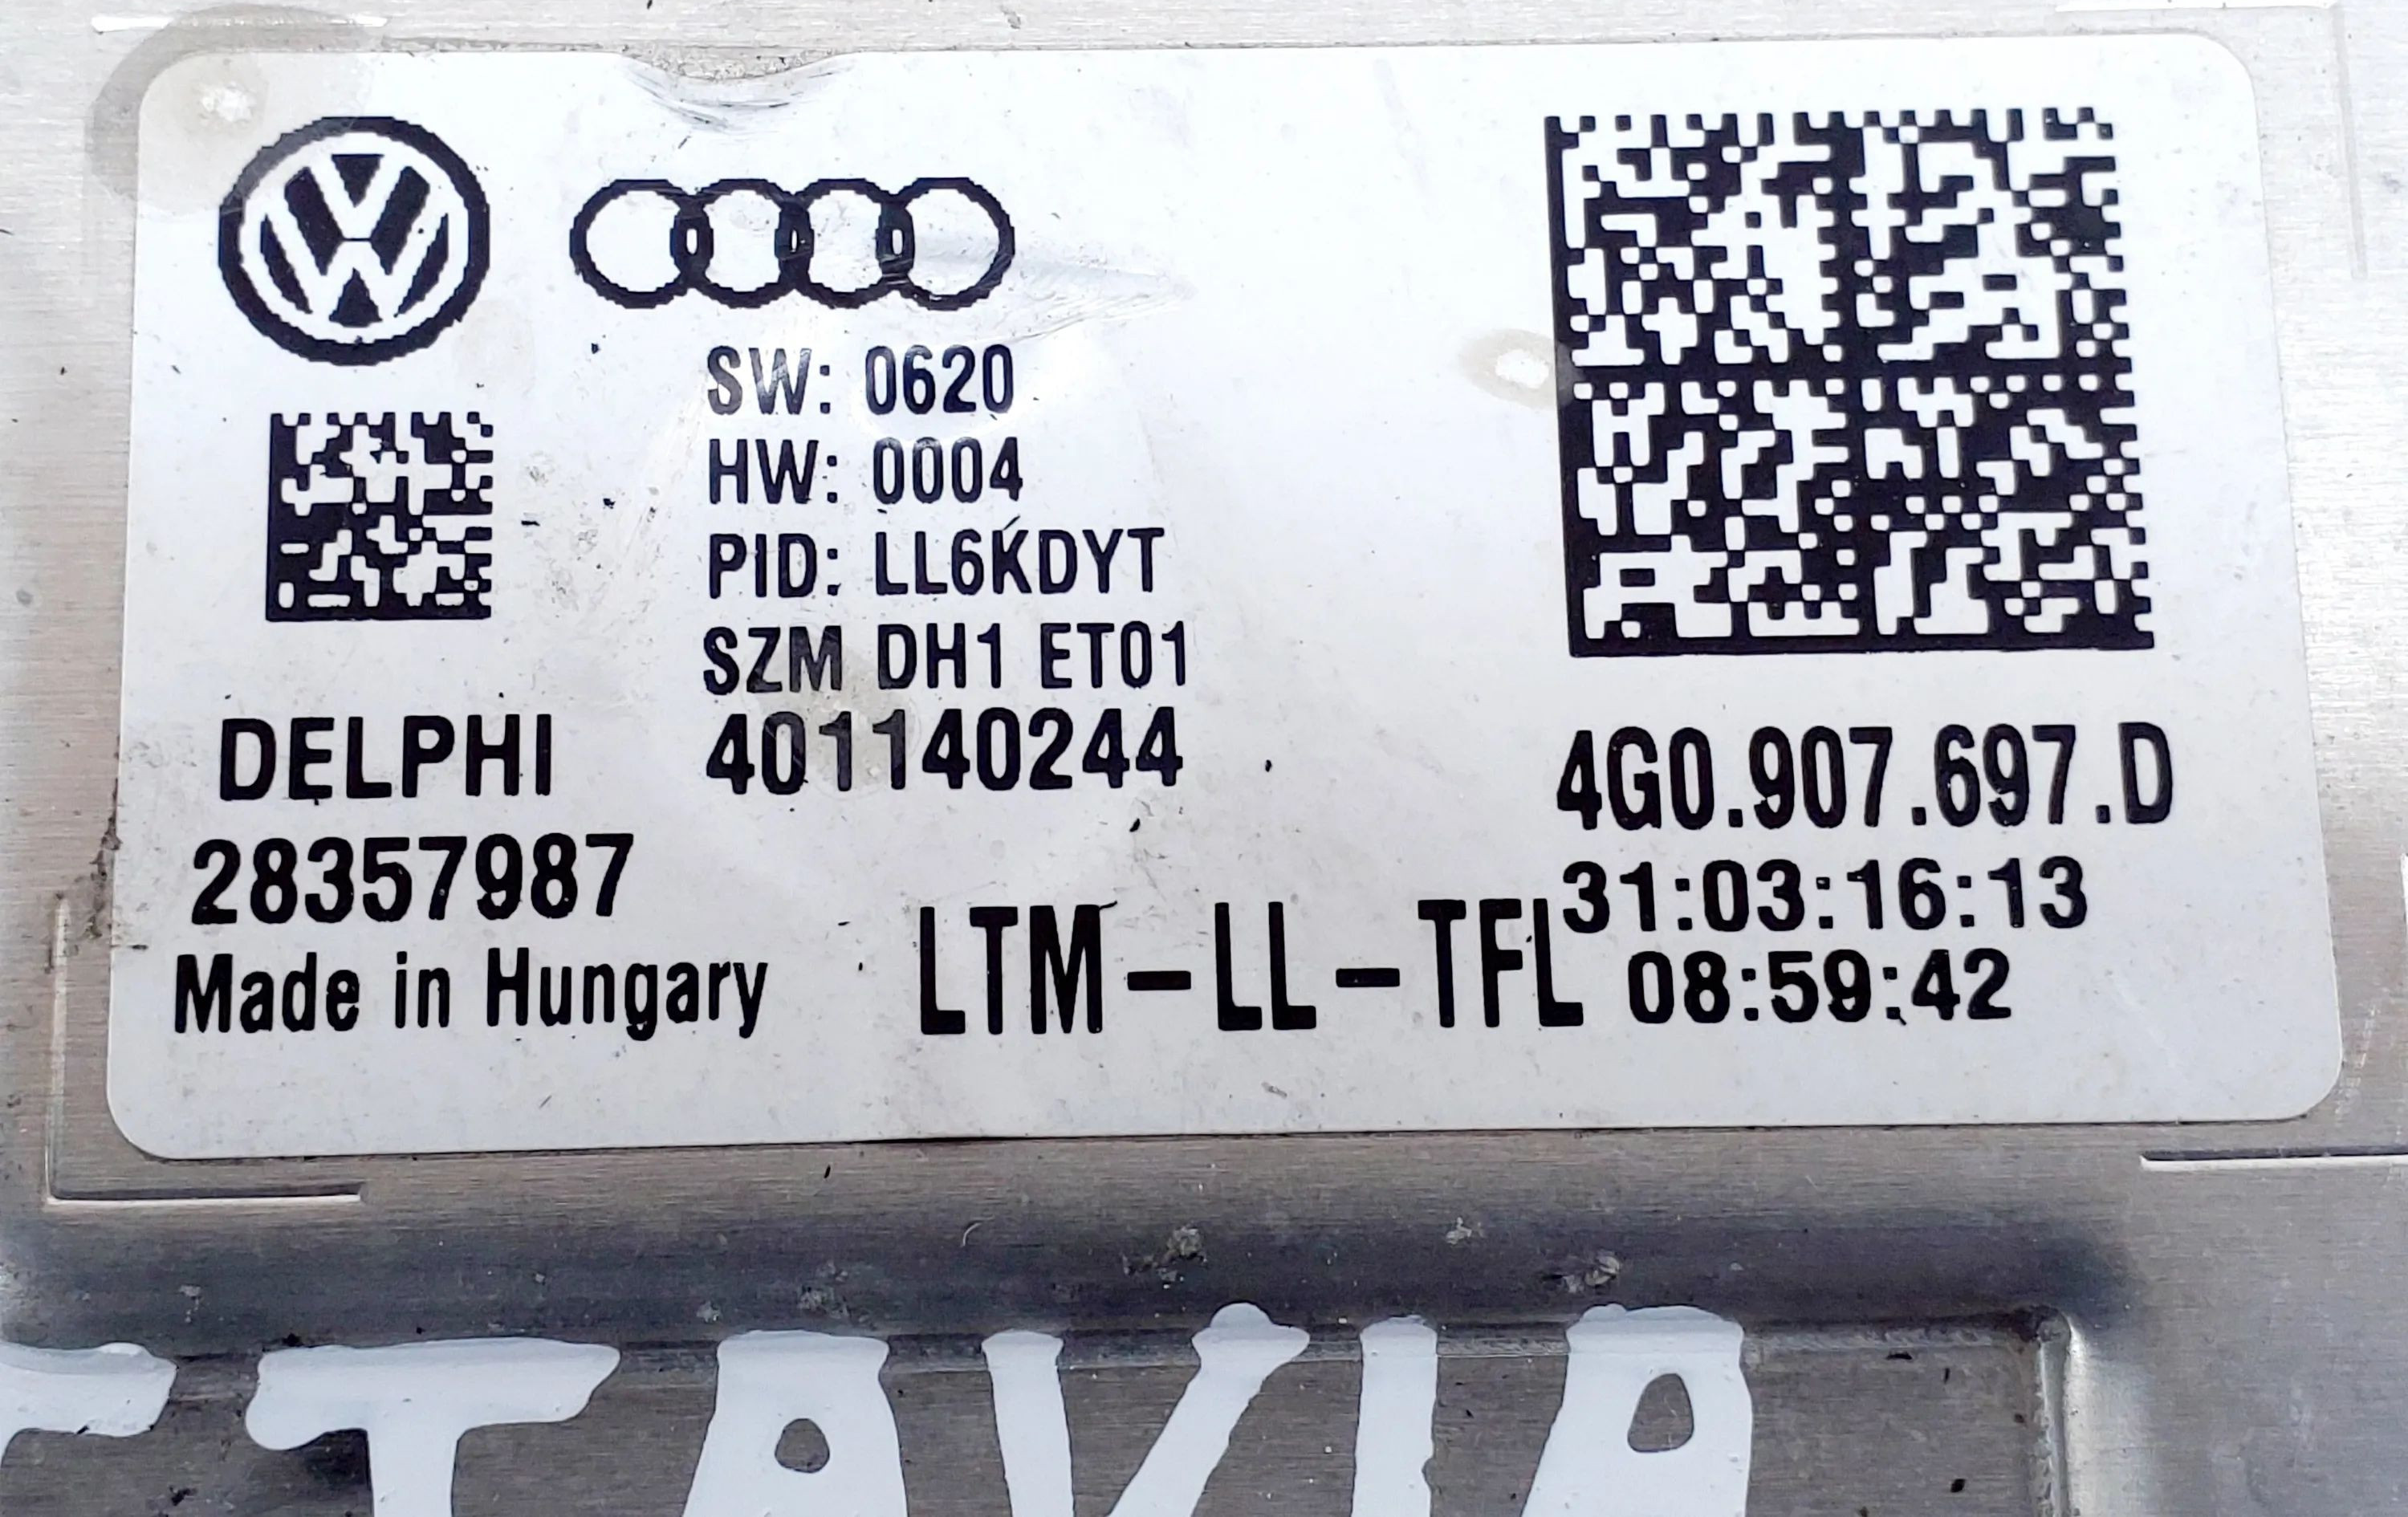 SW: 0620
HW: 0004
PID: LL6KDYT
SZM DH1 ET01
401140244
DELPHI
28357987
Made in Hungary
LTM-LL-TFL
4G0.907.697.D
31:03:16:13
08:59:42
TAVIA